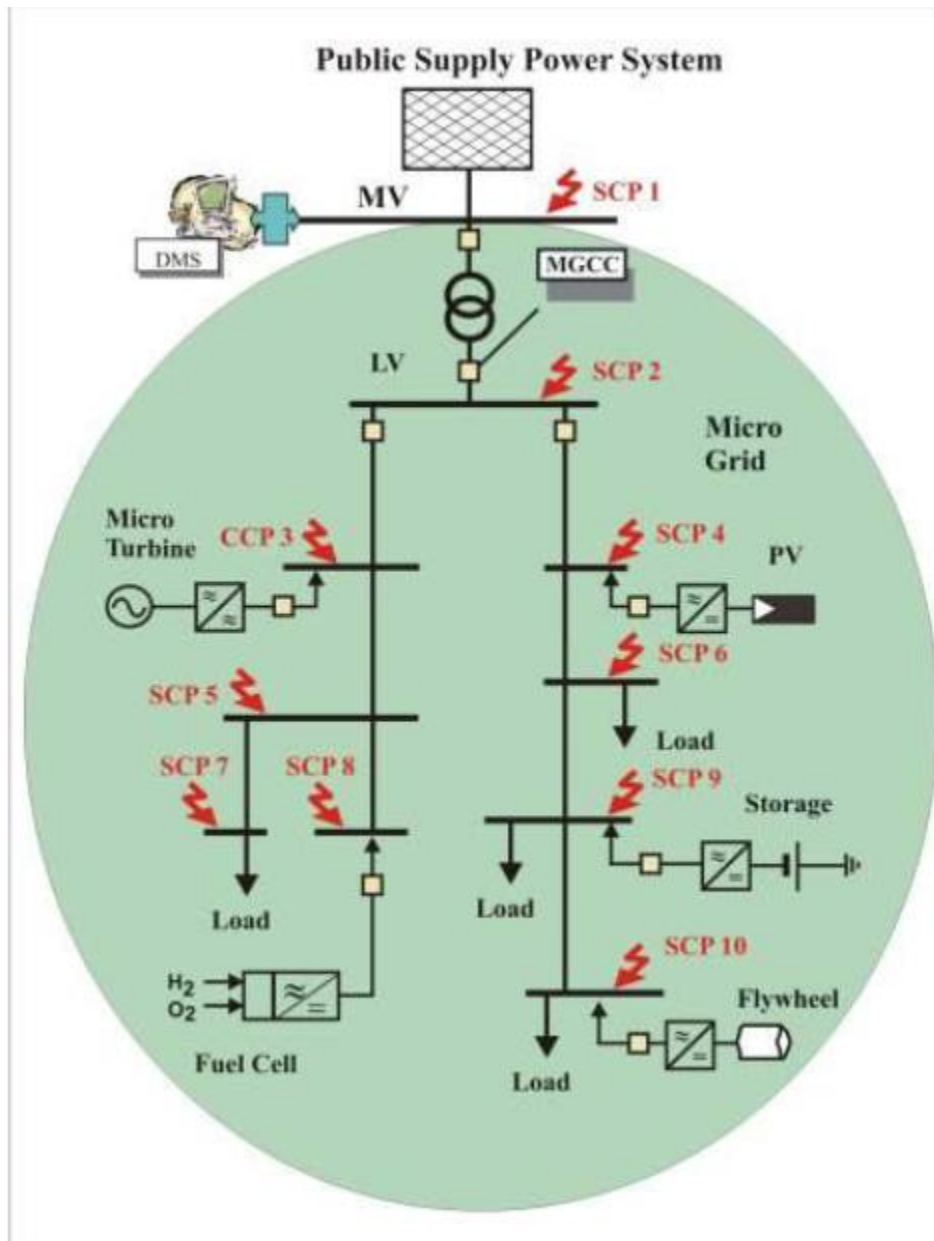 Public Supply Power System
SCP 1
MV
DMS
MGCC
LV
SCP 2
Micro
Grid
Micro
Turbine
CCP 3
SCP 4
PV
SCP 6
SCP 5
Load
SCP 7
SCP 8
SCP 9
Storage
Load
Load
SCP 10
H2
O2
Flywheel
Fuel Cell
Load